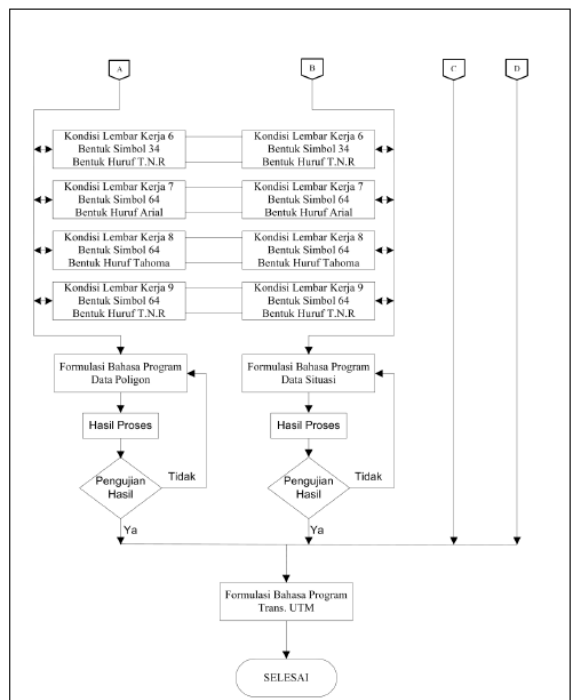 A
B
C
D
Kondisi Lembar Kerja 6
Bentuk Simbol 34
Bentuk Huruf T.N.R
Kondisi Lembar Kerja 6
Bentuk Simbol 34
Bentuk Huruf T.N.R
Kondisi Lembar Kerja 7
Bentuk Simbol 64
Bentuk Huruf Arial
Kondisi Lembar Kerja 7
Bentuk Simbol 64
Bentuk Huruf Arial
Kondisi Lembar Kerja 8
Bentuk Simbol 64
Bentuk Huruf Tahoma
Kondisi Lembar Kerja 8
Bentuk Simbol 64
Bentuk Huruf Tahoma
Kondisi Lembar Kerja 9
Bentuk Simbol 64
Bentuk Huruf T.N.R
Kondisi Lembar Kerja 9
Bentuk Simbol 64
Bentuk Huruf T.N.R
Formulasi Bahasa Program
Data Poligon
Formulasi Bahasa Program
Data Situasi
Hasil Proses
Hasil Proses
Pengujian
Hasil
Tidak
Pengujian
Hasil
Tidak
Ya
Ya
Formulasi Bahasa Program
Trans. UTM
SELESAI